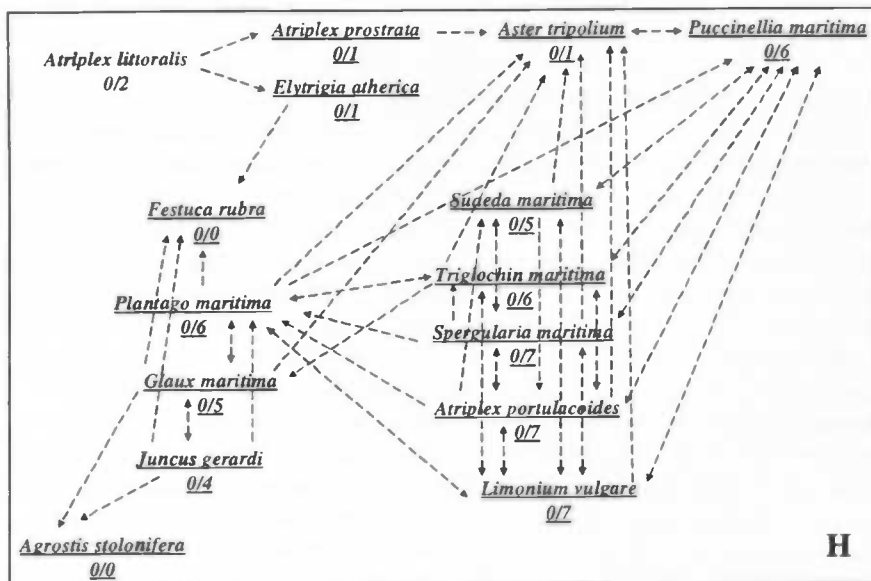 Atriplex prostrata
0/1
Aster tripolium
0/1
Puccinellia maritima
0/6
Atriplex littoralis
0/2
Elytrigia atherica
0/1
Festuca rubra
0/0
Suaeda maritima
0/5
Triglochin maritima
0/6
Plantago maritima
0/6
Spergularia maritima
0/7
Glaux maritima
0/5
Atriplex portulacoides
0/7
Juncus gerardi
0/4
Limonium vulgare
0/7
Agrostis stolonifera
0/0
H